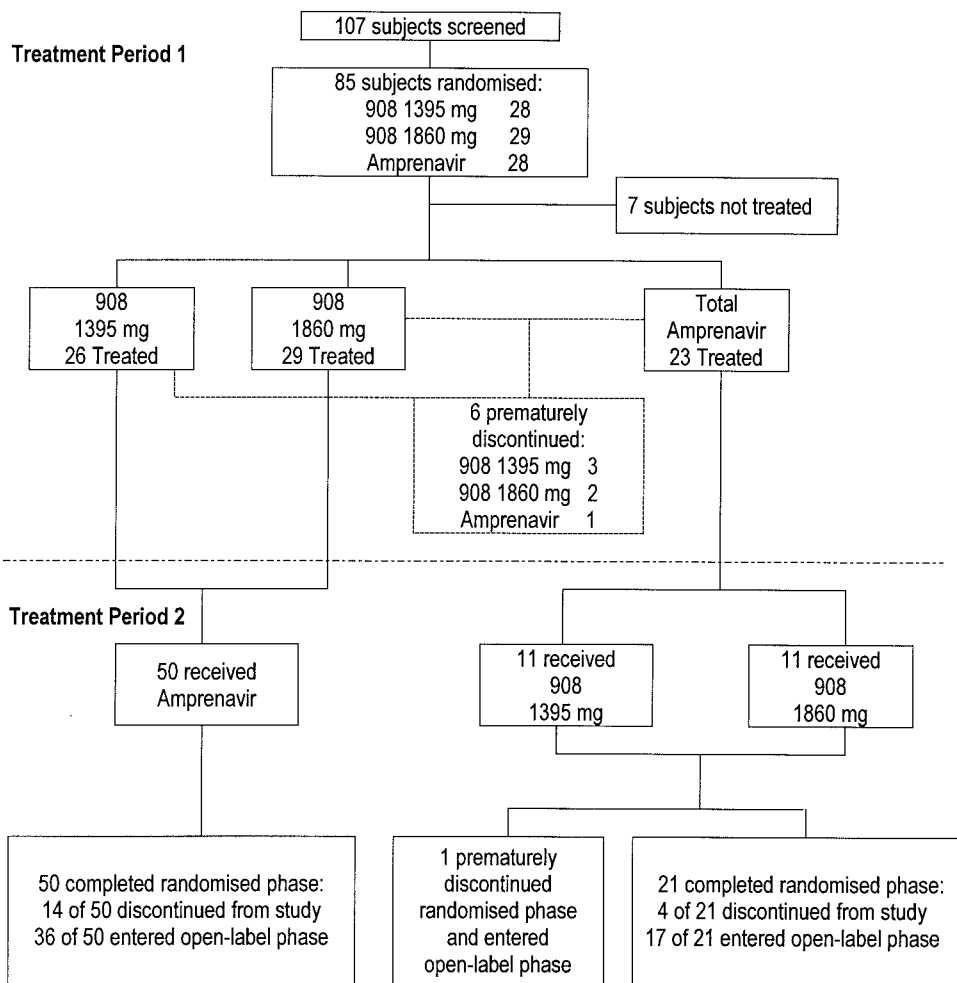 107 subjects screened
Treatment Period 1
85 subjects randomised:
908 1395 mg 28
908 1860 mg 29
Amprenavir 28
7 subjects not treated
908
1395 mg
26 Treated
908
1860 mg
29 Treated
Total
Amprenavir
23 Treated
6 prematurely
discontinued:
908 1395 mg 3
908 1860 mg 2
Amprenavir 1
Treatment Period 2
50 received
Amprenavir
11 received
908
1395 mg
11 received
908
1860 mg
50 completed randomised phase:
14 of 50 discontinued from study
36 of 50 entered open-label phase
1 prematurely
discontinued
randomised phase
and entered
open-label phase
21 completed randomised phase:
4 of 21 discontinued from study
17 of 21 entered open-label phase